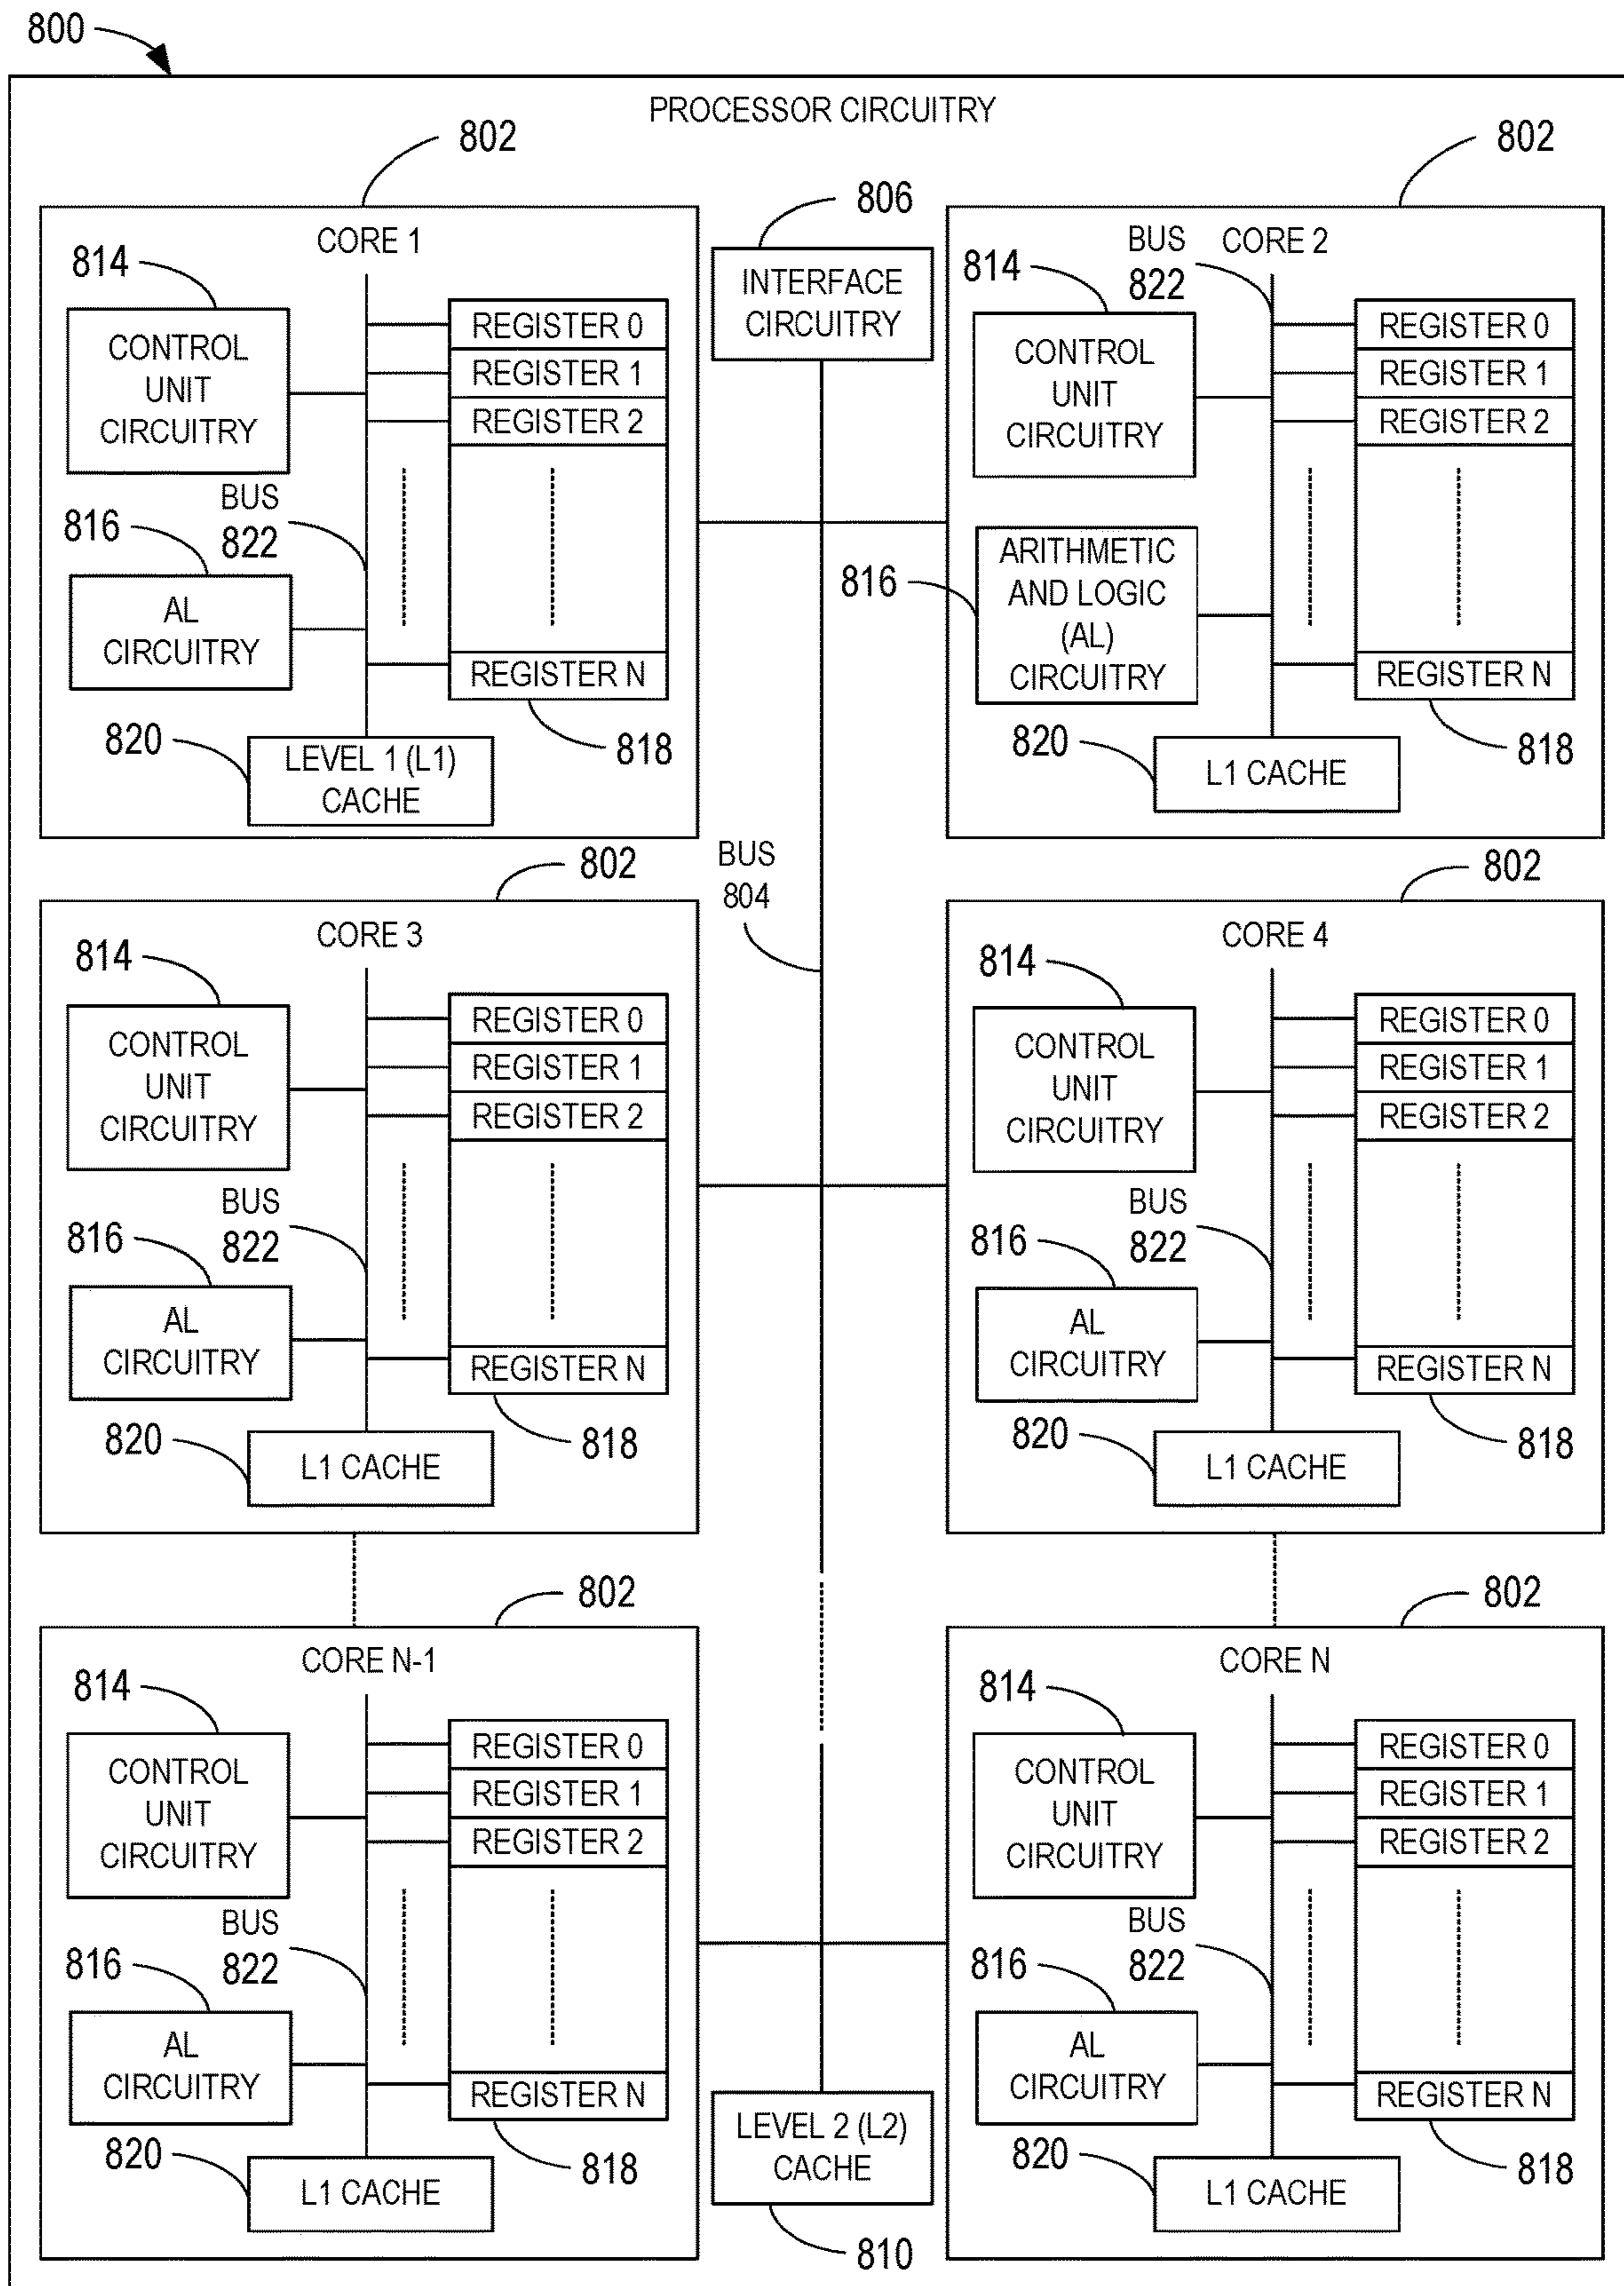 800
PROCESSOR CIRCUITRY
802
CORE 1
814
CONTROL
UNIT
CIRCUITRY
REGISTER 0
REGISTER 1
REGISTER 2
BUS
822
816
AL
CIRCUITRY
REGISTER N
818
820
LEVEL 1 (L1)
CACHE
806
INTERFACE
CIRCUITRY
802
BUS
822
CORE 2
814
CONTROL
UNIT
CIRCUITRY
REGISTER 0
REGISTER 1
REGISTER 2
816
ARITHMETIC
AND LOGIC
(AL)
CIRCUITRY
REGISTER N
818
820
L1 CACHE
BUS
804
802
CORE 3
814
CONTROL
UNIT
CIRCUITRY
REGISTER 0
REGISTER 1
REGISTER 2
BUS
822
816
AL
CIRCUITRY
REGISTER N
818
820
L1 CACHE
802
CORE 4
814
CONTROL
UNIT
CIRCUITRY
REGISTER 0
REGISTER 1
REGISTER 2
BUS
822
816
AL
CIRCUITRY
REGISTER N
818
820
L1 CACHE
802
CORE N-1
814
CONTROL
UNIT
CIRCUITRY
REGISTER 0
REGISTER 1
REGISTER 2
BUS
822
816
AL
CIRCUITRY
REGISTER N
818
820
L1 CACHE
LEVEL 2 (L2)
CACHE
810
802
CORE N
814
CONTROL
UNIT
CIRCUITRY
REGISTER 0
REGISTER 1
REGISTER 2
BUS
822
816
AL
CIRCUITRY
REGISTER N
818
820
L1 CACHE